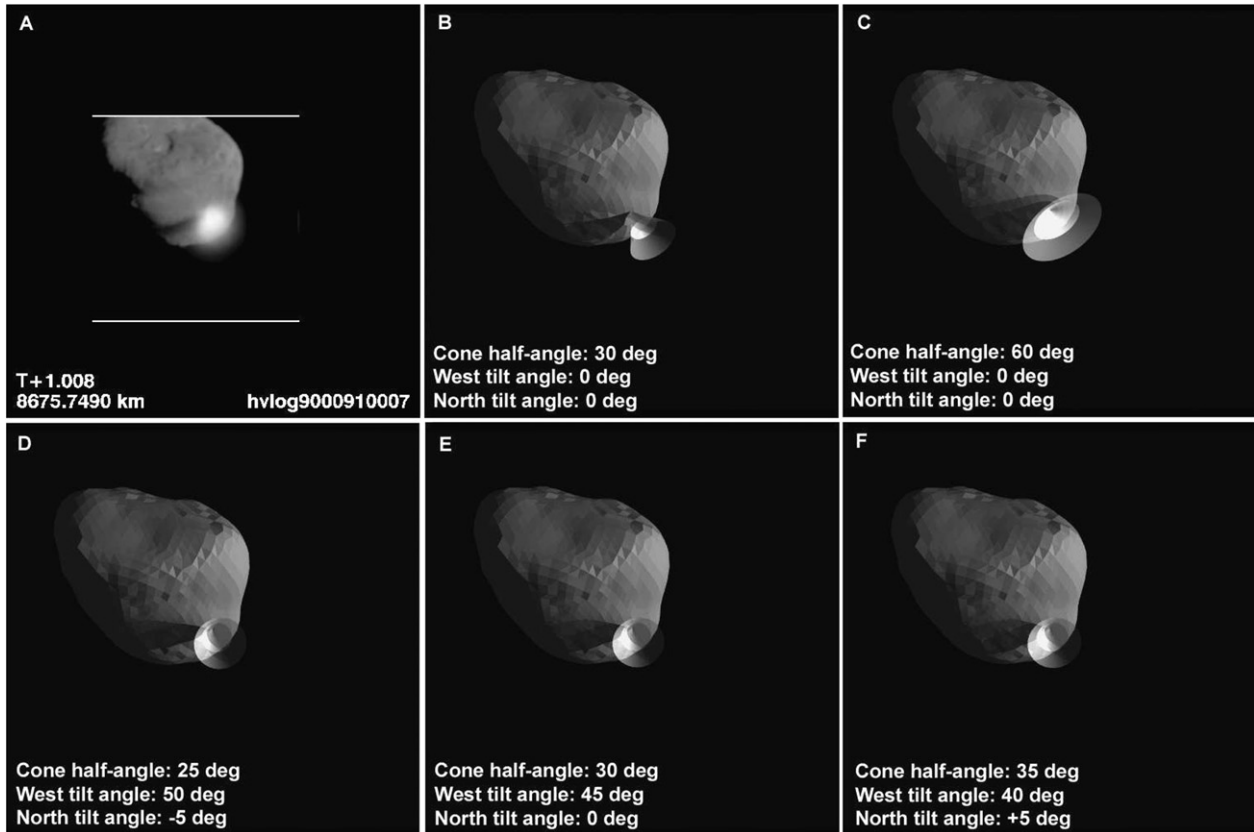 A
T+1.008
8675.7490 km
hvlog9000910007
B
Cone half-angle: 30 deg
West tilt angle: 0 deg
North tilt angle: 0 deg
C
Cone half-angle: 60 deg
West tilt angle: 0 deg
North tilt angle: 0 deg
D
Cone half-angle: 25 deg
West tilt angle: 50 deg
North tilt angle: -5 deg
E
Cone half-angle: 30 deg
West tilt angle: 45 deg
North tilt angle: 0 deg
F
Cone half-angle: 35 deg
West tilt angle: 40 deg
North tilt angle: +5 deg